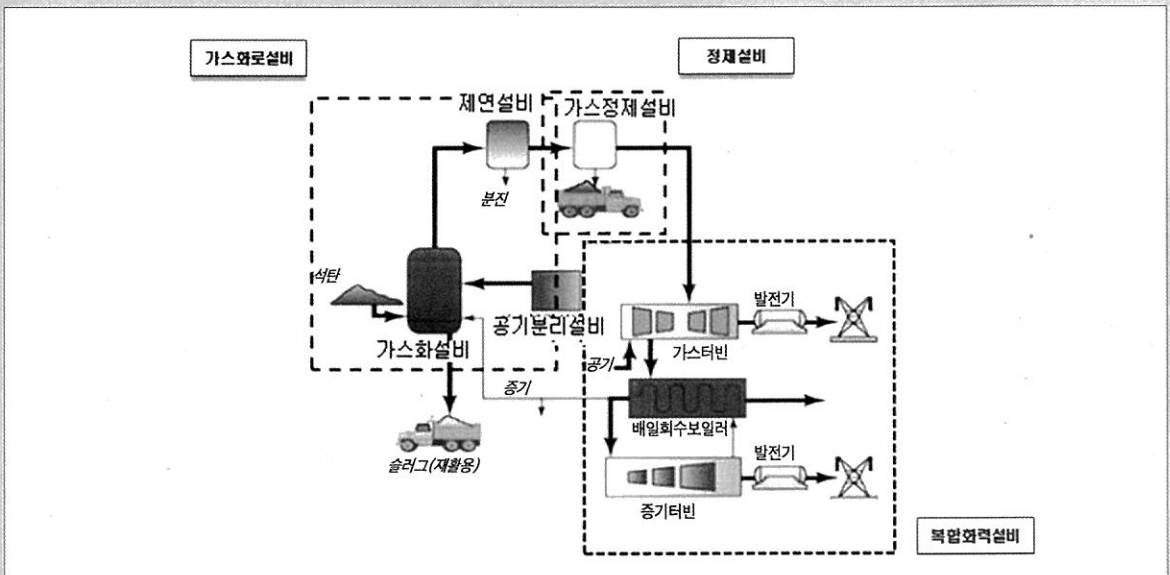 가스화로설비
정제설비
제연설비
가스정제설비
분진
석탄
공기분리설비
가스화설비
발전기
가스터빈
공기
증기
배일회수보일러
슬러그(재활용)
발전기
증기터빈
복합화력설비